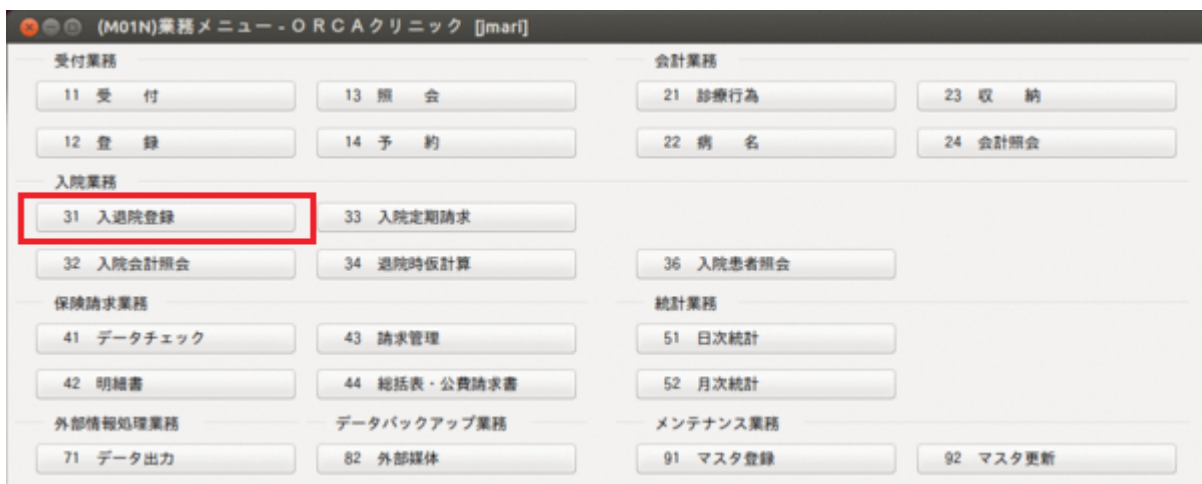 (M01N)業務メニュー - ＯＲＣＡクリニック [jmari]
受付業務 会計業務
11 受　　付 13 照　　会 21 診療行為 23 収　　納
12 登　　録 14 予　　約 22 病　　名 24 会計照会
入院業務
31 入退院登録 33 入院定期請求
32 入院会計照会 34 退院時仮計算 36 入院患者照会
保険請求業務 統計業務
41 データチェック 43 請求管理 51 日次統計
42 明細書 44 総括表・公費請求書 52 月次統計
外部情報処理業務 データバックアップ業務 メンテナンス業務
71 データ出力 82 外部媒体 91 マスタ登録 92 マスタ更新